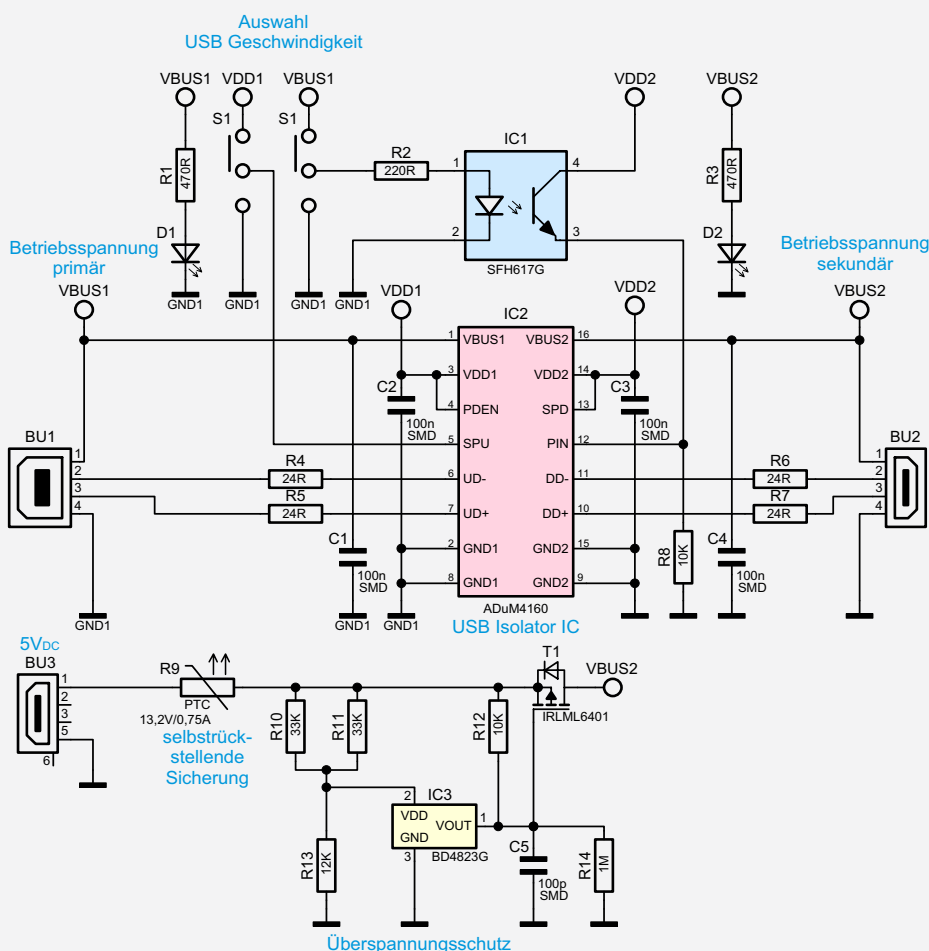 Auswahl
USB Geschwindigkeit
VBUS1
VDD1
VBUS1
VDD2
VBUS2
S1
S1
IC1
R1
470R
R2
220R
1
4
R3
470R
D1
2
3
D2
SFH617G
Betriebsspannung
primär
Betriebsspannung
sekundär
GND1
GND1
GND1
GND1
VBUS1
VDD1
VDD2
VBUS2
IC2
1
VBUS1
VBUS2
16
3
VDD1
VDD2
14
C2
C3
4
PDEN
SPD
13
100n
SMD
100n
SMD
5
SPU
PIN
12
BU1
BU2
1
2
3
4
R4
24R
6
UD-
DD-
11
R6
24R
1
2
3
4
R5
24R
7
UD+
DD+
10
R7
24R
C1
2
GND1
GND2
15
R8
10K
C4
100n
SMD
8
GND1
GND2
9
100n
SMD
ADuM4160
GND1
GND1
GND1
USB Isolator IC
5VDC
BU3
T1
VBUS2
1
2
3
5
6
R9
PTC
13,2V/0,75A
IRLML6401
R10
33K
R11
33K
R12
10K
selbstrück-
stellende
Sicherung
IC3
2
VDD
VOUT
1
GND
3
BD4823G
R13
12K
C5
100p
SMD
R14
1M
Überspannungsschutz